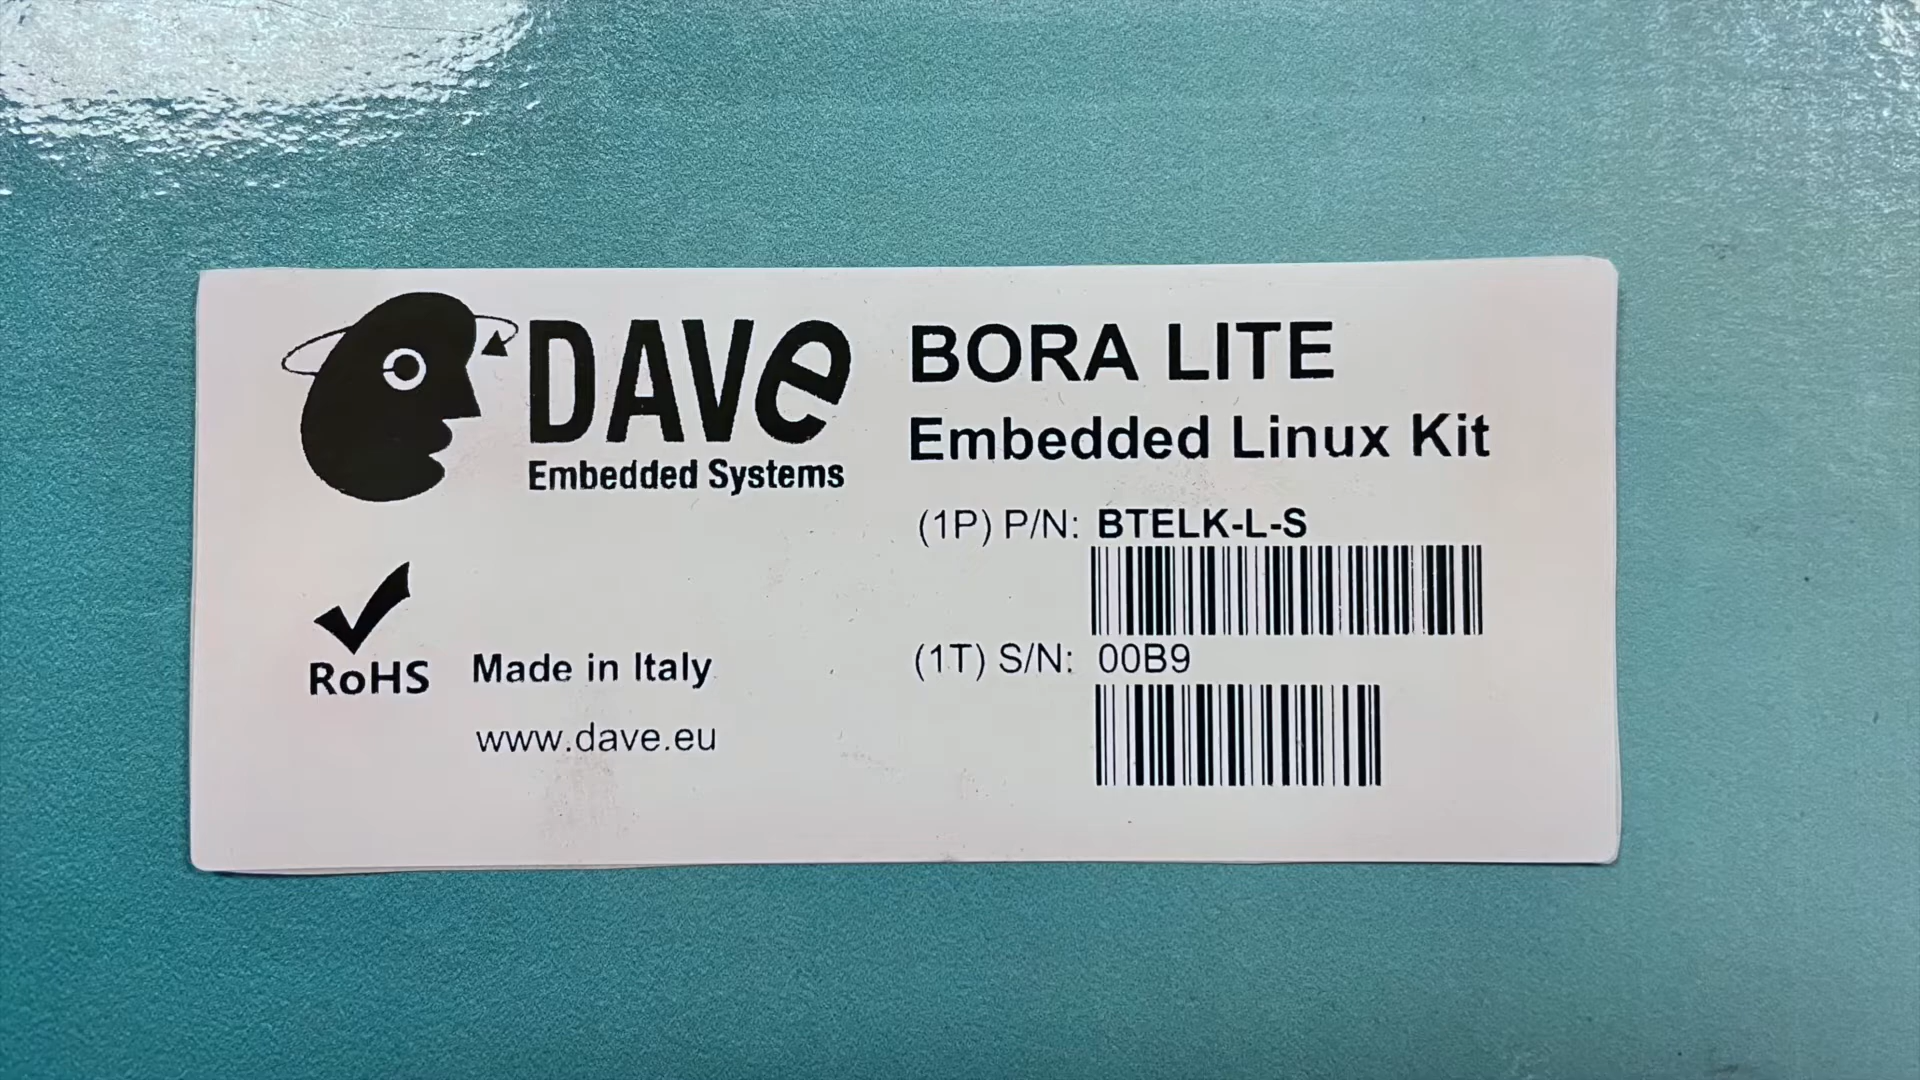 DAVe
Embedded Systems
BORA LITE
Embedded Linux Kit
(1P) P/N: BTELK-L-S
(1T) S/N: 00B9
RoHS
Made in Italy
www.dave.eu